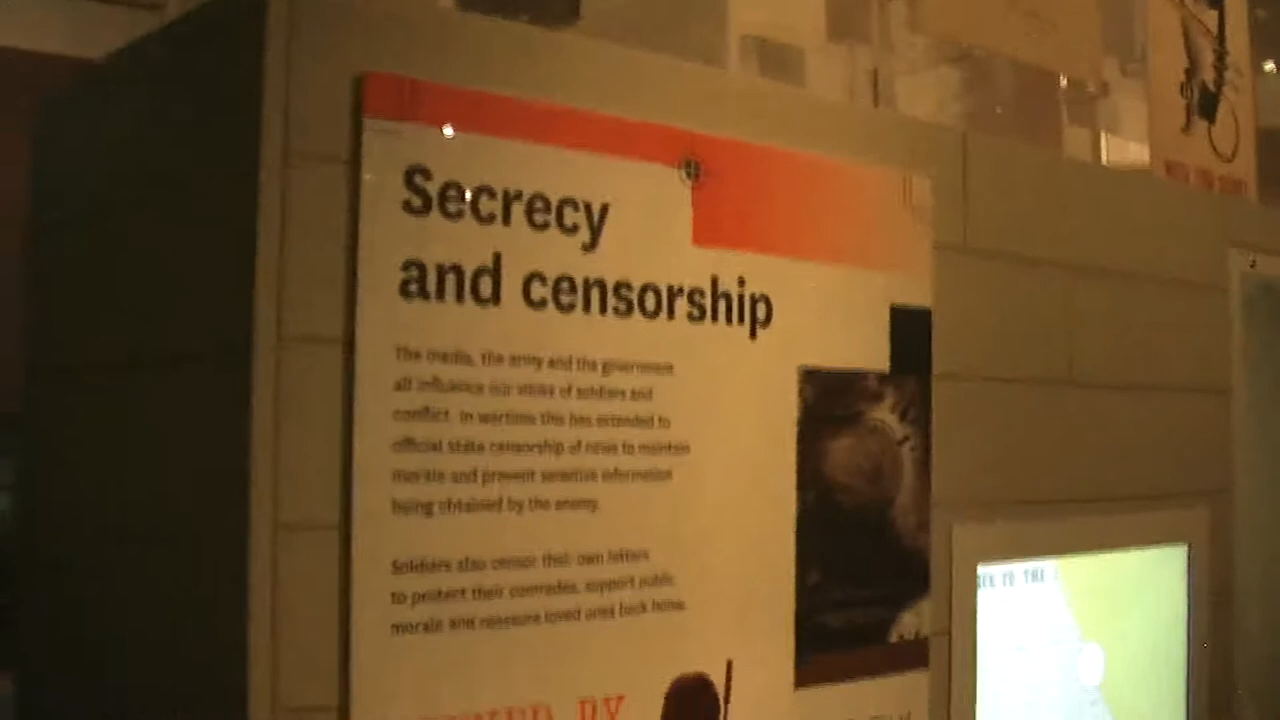 Secrecy
and censorship
The media, the army and the government
all influence our views of soldiers and
conflict. In wartime this has extended to
official state censorship of news to maintain
morale and prevent sensitive information
being obtained by the enemy.
Soldiers also censor their own letters
to protect their comrades, support public
morale and reassure loved ones back home.
BY
TO THE